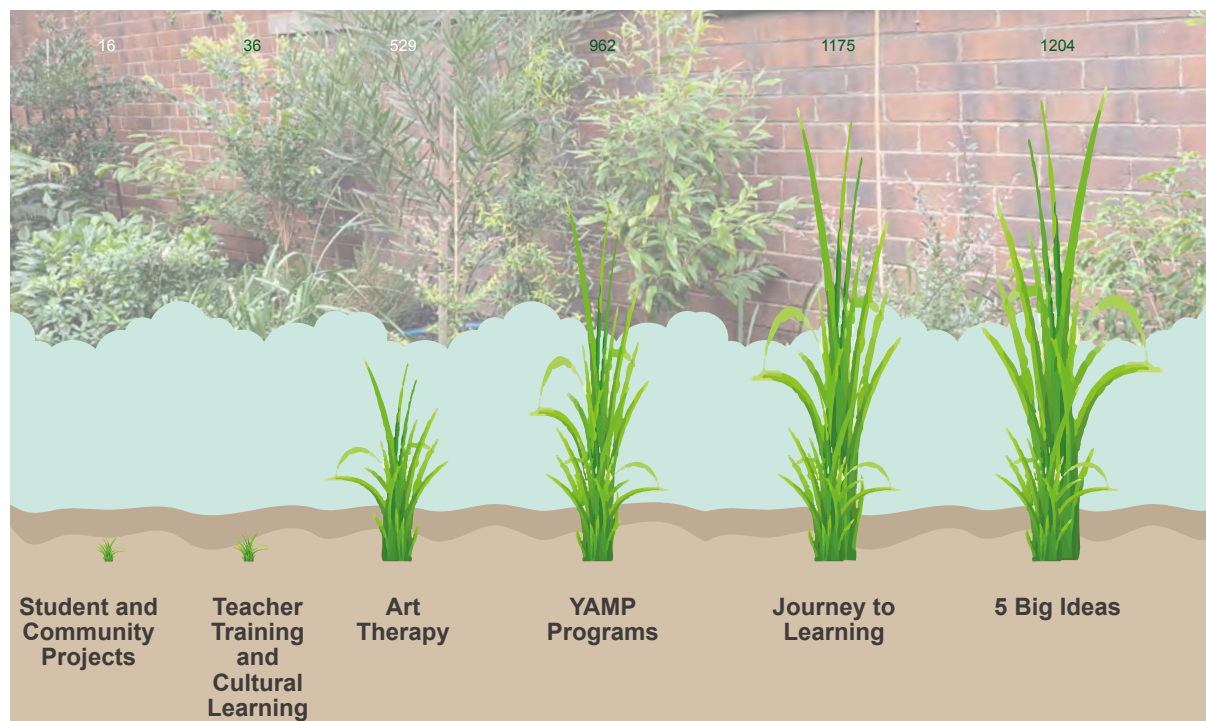 16 36 529 962 1175 1204
Student and
Community
Projects
Teacher
Training
and
Cultural
Learning
Art
Therapy
YAMP
Programs
Journey to
Learning
5 Big Ideas